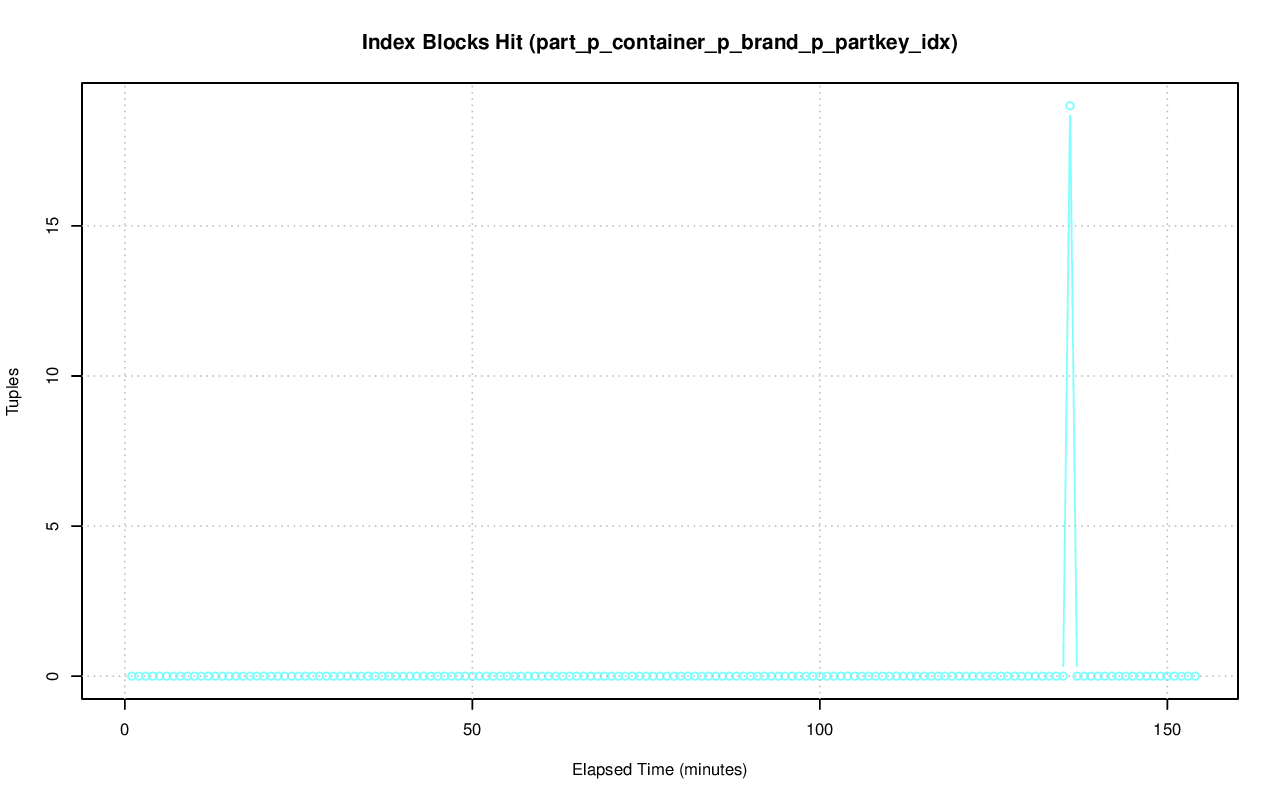 Index Blocks Hit (part_p_container_p_brand_p_partkey_idx)
Tuples
15
10
5
0
0 50 100 150
Elapsed Time (minutes)